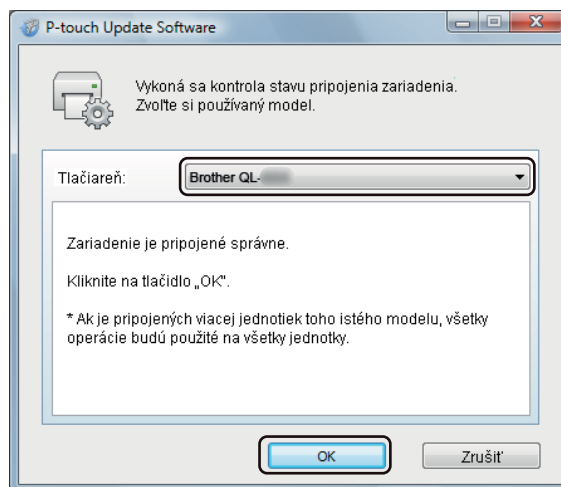 P-touch Update Software
Vykoná sa kontrola stavu pripojenia zariadenia.
Zvoľte si používaný model.
Tlačiareň:
Brother QL-
Zariadenie je pripojené správne.
Kliknite na tlačidlo „OK".
* Ak je pripojených viacej jednotiek toho istého modelu, všetky
operácie budú použité na všetky jednotky.
OK
Zrušiť